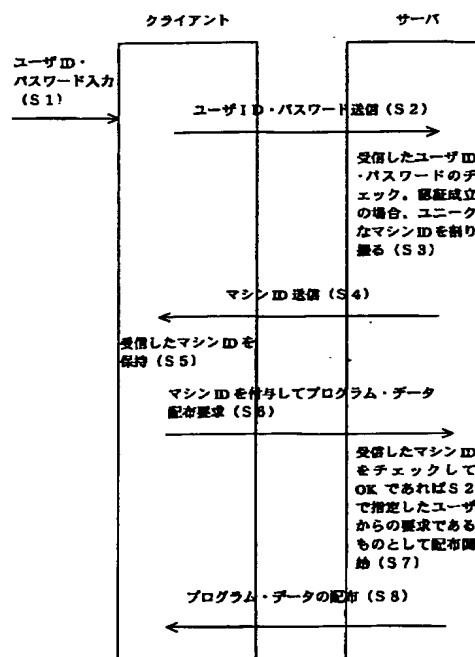 クライアント
サーバ
ユーザID・
パスワード入力
(S1)
ユーザID・パスワード送信(S2)
受信したユーザID
・パスワードのチ
ェック。認証成立
の場合、ユニーク
なマシンIDを割り
振る(S3)
マシンID送信(S4)
受信したマシンIDを
保持(S5)
マシンIDを付与してプログラム・データ
配布要求(S6)
受信したマシンID
をチェックして
OKであればS2
で指定したユーザ
からの要求である
ものとして配布開
始(S7)
プログラム・データの配布(S8)